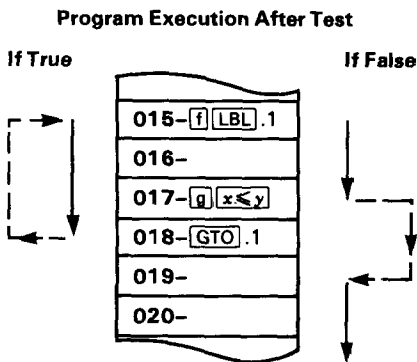 Program Execution After Test
If True
If False
015- f LBL .1
016-
017- g x≤y
018- GTO .1
019-
020-